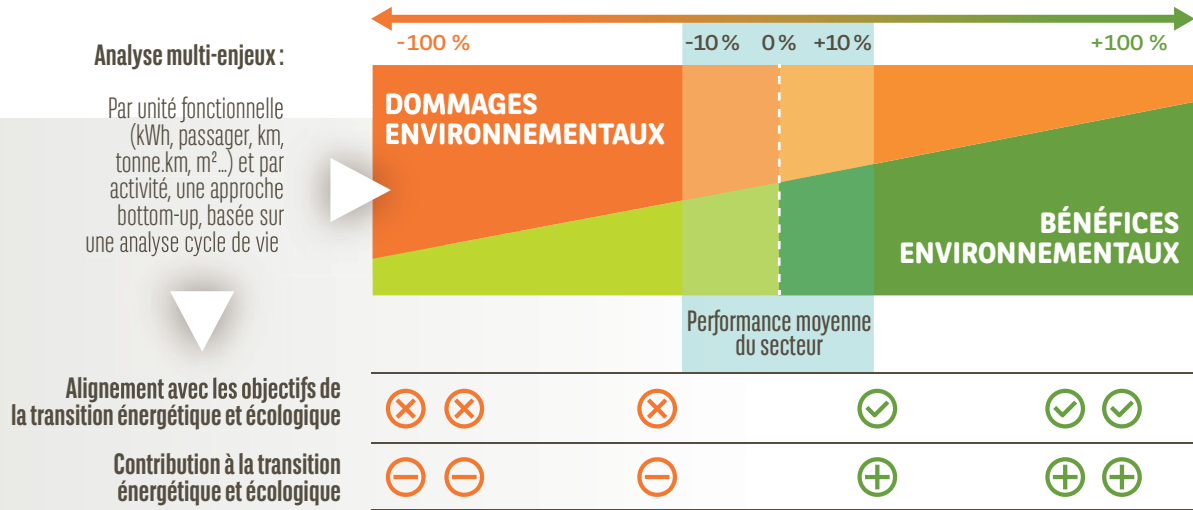 -100 %
-10 %
0 %
+10 %
+100 %
Analyse multi-enjeux :
Par unité fonctionnelle
(kWh, passager, km,
tonne.km, m²...) et par
activité, une approche
bottom-up, basée sur
une analyse cycle de vie
DOMMAGES
ENVIRONNEMENTAUX
BÉNÉFICES
ENVIRONNEMENTAUX
Performance moyenne
du secteur
Alignement avec les objectifs de
la transition énergétique et écologique
Contribution à la transition
énergétique et écologique